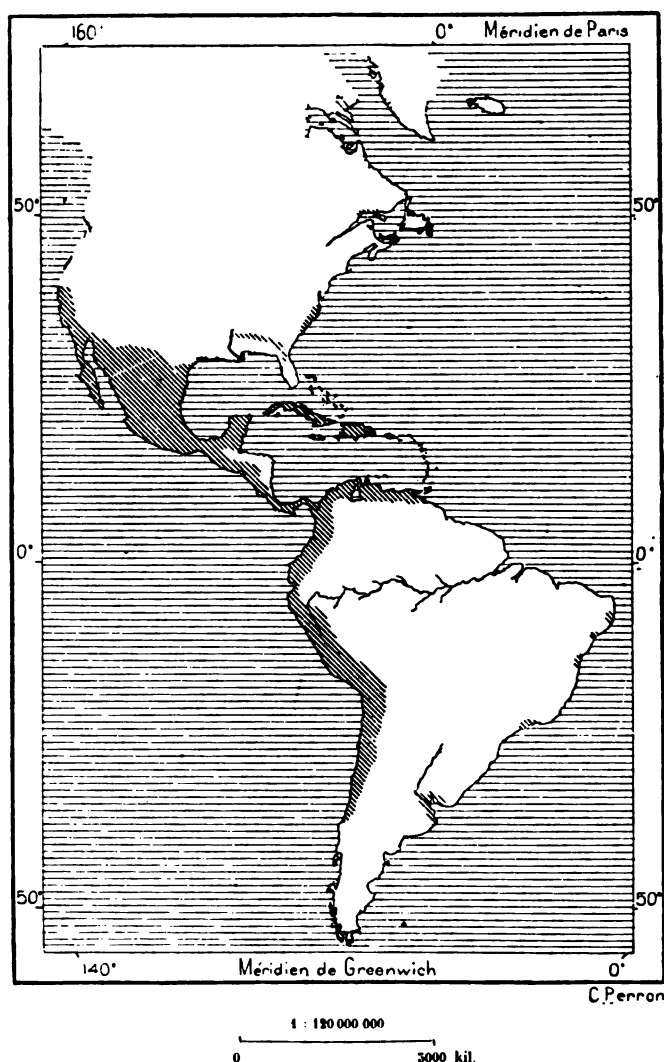 160° 0° Méridien de Paris
50° 50°
0° 0°
50° 50°
140° Méridien de Greenwich 0°
C. Perron
1 : 120 000 000
0 3000 kil.